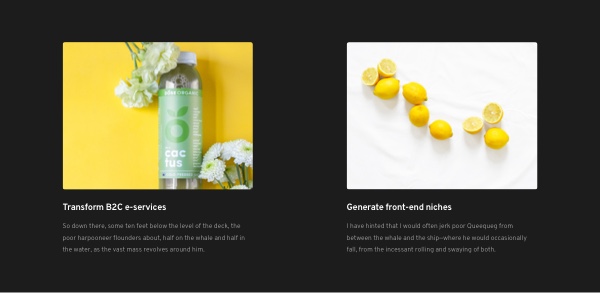 cac
tus
Transform B2C e-services
So down there, some ten feet below the level of the deck, the
poor harpooneer flounders about, half on the whale and half in
the water, as the vast mass revolves around him.
Generate front-end niches
I have hinted that I would often jerk poor Queequeg from
between the whale and the ship—where he would occasionally
fall, from the incessant rolling and swaying of both.